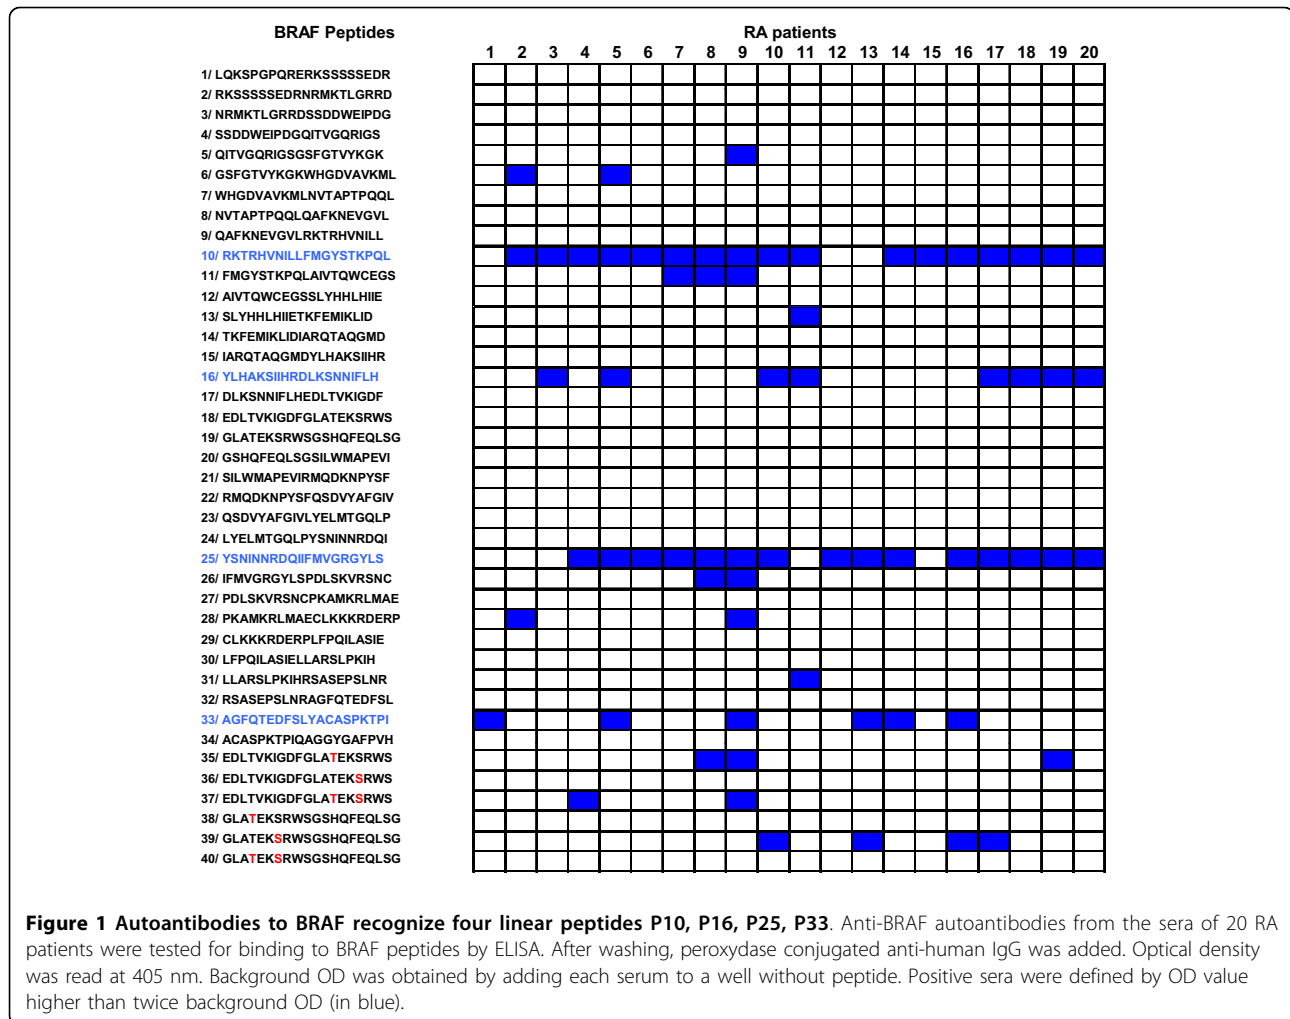 BRAF Peptides RA patients
1 2 3 4 5 6 7 8 9 10 11 12 13 14 15 16 17 18 19 20
1/ LQKSPGPQRERKSSSSSEDR
2/ RKSSSSSEDRNRMKTLGRRD
3/ NRMKTLGRRDSSDDWEIPDG
4/ SSDDWEIPDGQITVGQRIGS
5/ QITVGQRIGSGSFGTVYKGK
6/ GSFGTVYKGKWHGDVAVKML
7/ WHGDVAVKMLNVTAPTPQQL
8/ NVTAPTPQQLQAFKNEVGVL
9/ QAFKNEVGVLRKTRHVNILL
10/ RKTRHVNILLFMGYSTKPQL
11/ FMGYSTKPQLAIVTQWCEGS
12/ AIVTQWCEGSSLYHHLHIIE
13/ SLYHHLHIIETKFEMIKLID
14/ TKFEMIKLIDIARQTAQGMD
15/ IARQTAQGMDYLHAKSIIHR
16/ YLHAKSIIHRDLKSNNIFLH
17/ DLKSNNIFLHEDLTVKIGDF
18/ EDLTVKIGDFGLATEKSRWS
19/ GLATEKSRWSGSHQFEQLSG
20/ GSHQFEQLSGSILWMAPEVI
21/ SILWMAPEVIRMQDKNPYSF
22/ RMQDKNPYSFQSDVYAFGIV
23/ QSDVYAFGIVLYELMTGQLP
24/ LYELMTGQLPYSNINNRDQI
25/ YSNINNRDQIIFMVGRGYLS
26/ IFMVGRGYLSPDLSKVRSNC
27/ PDLSKVRSNCPKAMKRLMAE
28/ PKAMKRLMAECLKKKRDERP
29/ CLKKKRDERPLFPQILASIE
30/ LFPQILASIELLARSLPKIH
31/ LLARSLPKIHRSASEPSLNR
32/ RSASEPSLNRAGFQTEDFSL
33/ AGFQTEDFSLYACASPKTPI
34/ ACASPKTPIQAGGYGAFPVH
35/ EDLTVKIGDFGLATEKSRWS
36/ EDLTVKIGDFGLATEKSRWS
37/ EDLTVKIGDFGLATEKSRWS
38/ GLATEKSRWSGSHQFEQLSG
39/ GLATEKSRWSGSHQFEQLSG
40/ GLATEKSRWSGSHQFEQLSG
Figure 1 Autoantibodies to BRAF recognize four linear peptides P10, P16, P25, P33. Anti-BRAF autoantibodies from the sera of 20 RA
patients were tested for binding to BRAF peptides by ELISA. After washing, peroxydase conjugated anti-human IgG was added. Optical density
was read at 405 nm. Background OD was obtained by adding each serum to a well without peptide. Positive sera were defined by OD value
higher than twice background OD (in blue).